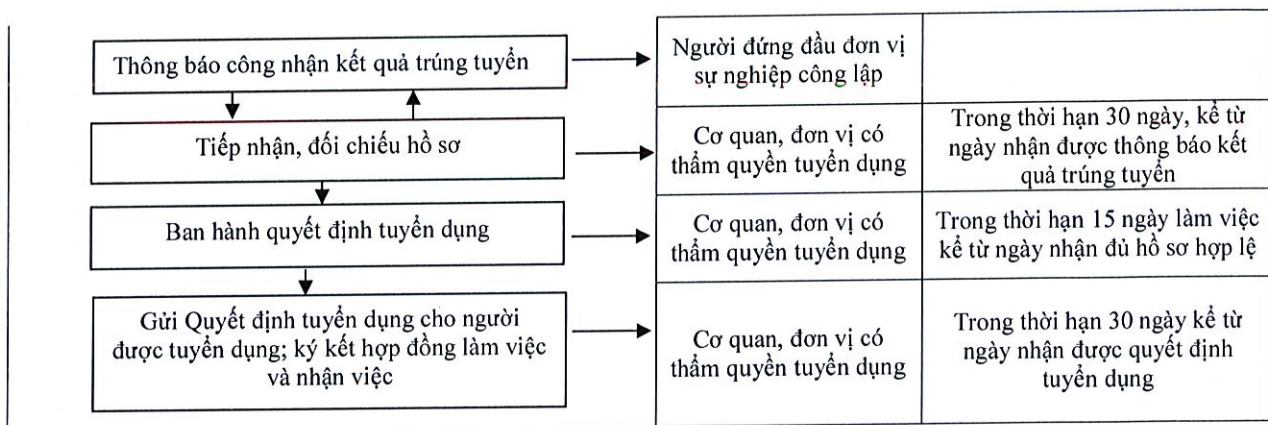 Thông báo công nhận kết quả trúng tuyển
Người đứng đầu đơn vị
sự nghiệp công lập
Tiếp nhận, đối chiếu hồ sơ
Cơ quan, đơn vị có
thẩm quyền tuyển dụng
Trong thời hạn 30 ngày, kể từ
ngày nhận được thông báo kết
quả trúng tuyển
Ban hành quyết định tuyển dụng
Cơ quan, đơn vị có
thẩm quyền tuyển dụng
Trong thời hạn 15 ngày làm việc
kể từ ngày nhận đủ hồ sơ hợp lệ
Gửi Quyết định tuyển dụng cho người
được tuyển dụng; ký kết hợp đồng làm việc
và nhận việc
Cơ quan, đơn vị có
thẩm quyền tuyển dụng
Trong thời hạn 30 ngày kể từ
ngày nhận được quyết định
tuyển dụng